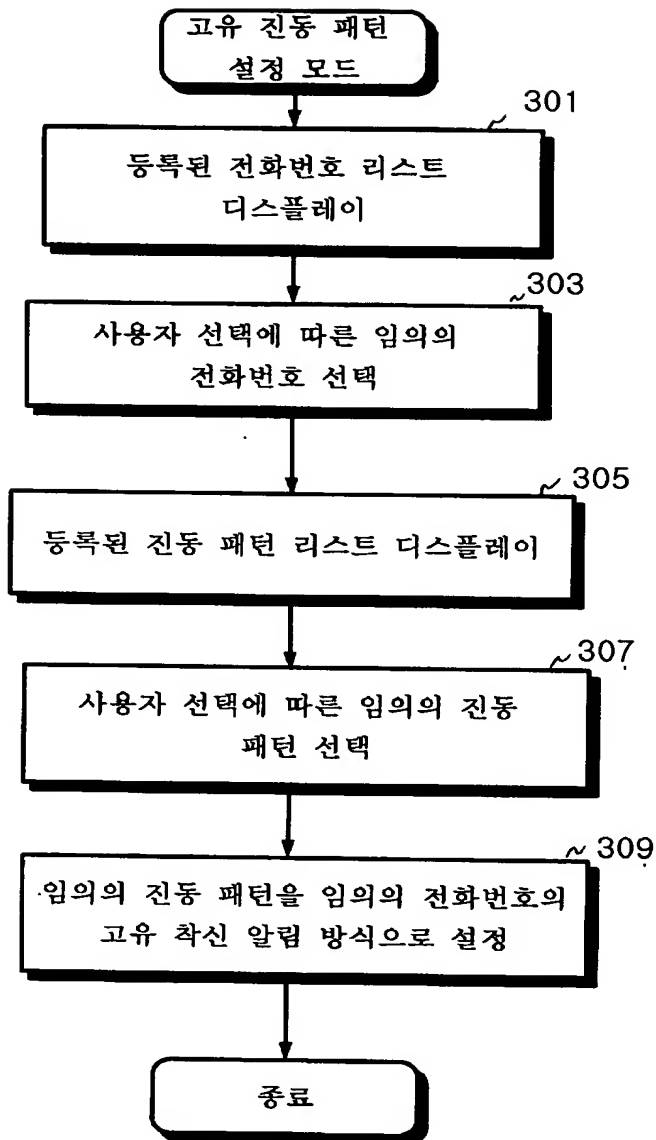 고유 진동 패턴
설정 모드
301
등록된 전화번호 리스트
디스플레이
303
사용자 선택에 따른 임의의
전화번호 선택
305
등록된 진동 패턴 리스트 디스플레이
307
사용자 선택에 따른 임의의 진동
패턴 선택
309
임의의 진동 패턴을 임의의 전화번호의
고유 착신 알림 방식으로 설정
종료